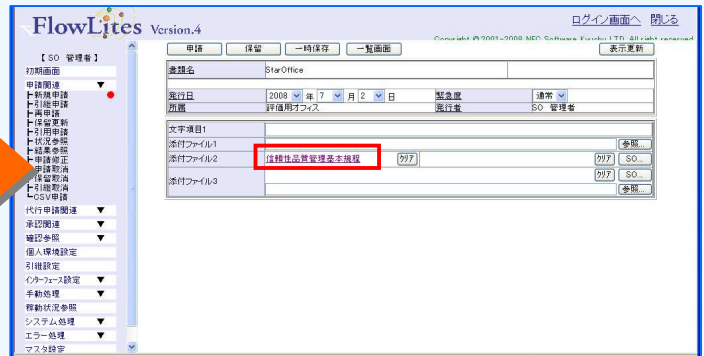 FlowLites Version.4
ログイン画面へ 閉じる
Copyright © 2001-2008 NEC Software Kyushu LTD. All right reserved
【 SO 管理者 】
申請 保留 一時保存 一覧画面 表示更新
初期画面
申請関連 ▼
新規申請
引継申請
再申請
保留更新
引用申請
状況参照
結果参照
申請修正
申請取消
保留取消
引継取消
CSV申請
代行申請関連 ▼
承認関連 ▼
確認参照 ▼
個人環境設定
引継設定
インターフェース設定 ▼
手動処理 ▼
稼動状況参照
システム処理 ▼
エラー処理 ▼
マスタ設定
書類名 StarOffice
発行日 2008 年 7 月 2 日 緊急度 通常
所属 評価用オフィス 発行者 SO 管理者
文字項目1
添付ファイル1 参照...
添付ファイル2 信頼性品質管理基本規程 クリア クリア SO...
添付ファイル3 クリア SO...
参照...